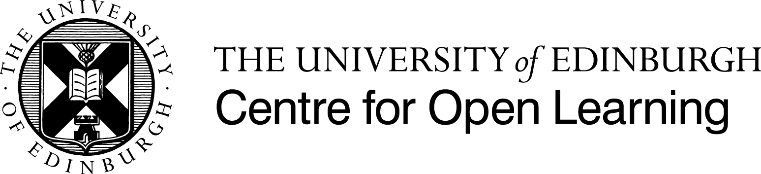 THE UNIVERSITY
· OF EDINBURGH ·
THE UNIVERSITY of EDINBURGH
Centre for Open Learning